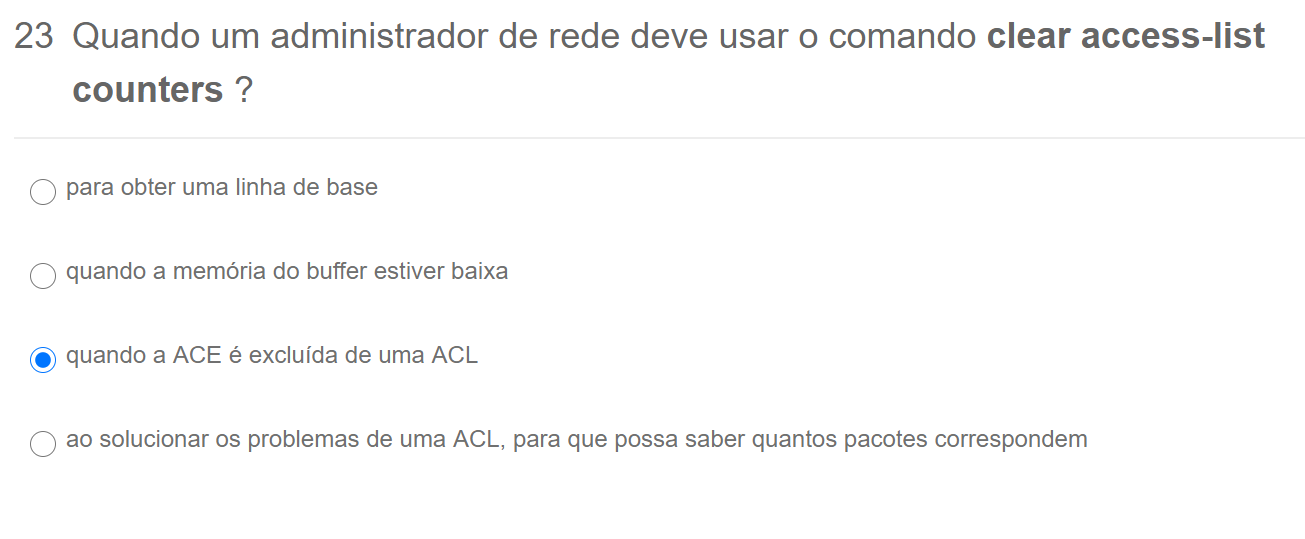 23 Quando um administrador de rede deve usar o comando clear access-list
counters ?
para obter uma linha de base
quando a memória do buffer estiver baixa
quando a ACE é excluída de uma ACL
ao solucionar os problemas de uma ACL, para que possa saber quantos pacotes correspondem